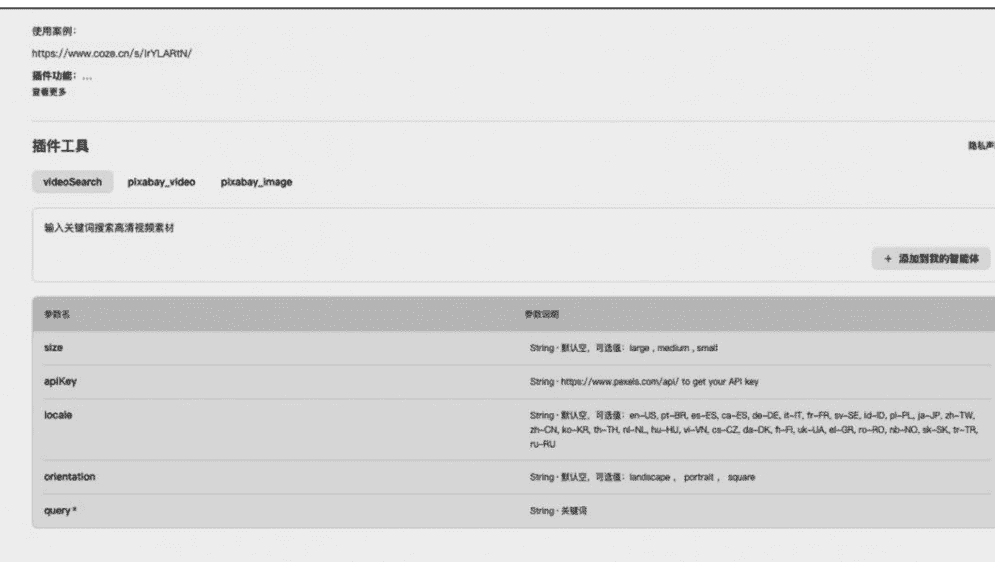 使用案例：
https://www.coze.cn/s/IrYLARtN/
插件功能：...
查看更多
插件工具
隐私声
videoSearch
pixabay_video
pixabay_image
输入关键词搜索高清视频素材
+ 添加到我的智能体
参数名
参数说明
size
String · 默认空，可选值：large , medium , small
apiKey
String · https://www.pexels.com/api/ to get your API key
locale
String · 默认空，可选值：en-US, pt-BR, es-ES, ca-ES, de-DE, it-IT, fr-FR, sv-SE, id-ID, pl-PL, ja-JP, zh-TW,
zh-CN, ko-KR, th-TH, nl-NL, hu-HU, vi-VN, cs-CZ, da-DK, fi-FI, uk-UA, el-GR, ro-RO, nb-NO, sk-SK, tr-TR,
ru-RU
orientation
String · 默认空，可选值：landscape ， portrait ， square
query *
String · 关键词